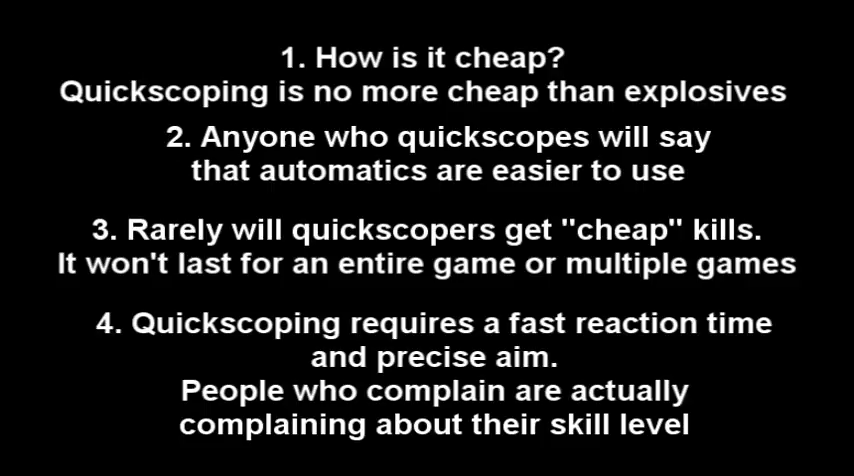 1. How is it cheap?
Quickscoping is no more cheap than explosives
2. Anyone who quickscopes will say
that automatics are easier to use
3. Rarely will quickscopers get "cheap" kills.
It won't last for an entire game or multiple games
4. Quickscoping requires a fast reaction time
and precise aim.
People who complain are actually
complaining about their skill level